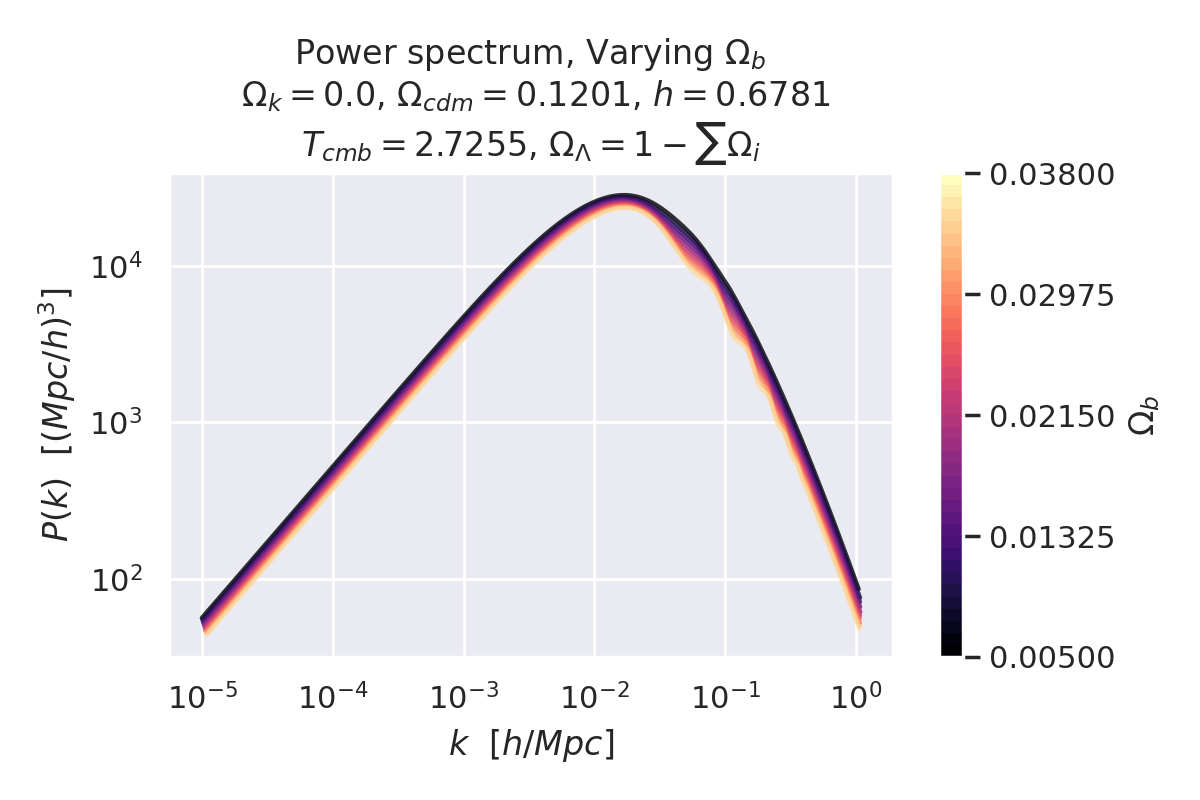 Power spectrum, Varying Ω_b
Ω_k = 0.0, Ω_cdm = 0.1201, h = 0.6781
T_cmb = 2.7255, Ω_Λ = 1 − ∑Ω_i
10^4
10^3
10^2
P(k) [(Mpc/h)^3]
10^−5
10^−4
10^−3
10^−2
10^−1
10^0
k [h/Mpc]
0.03800
0.02975
0.02150
0.01325
0.00500
Ω_b